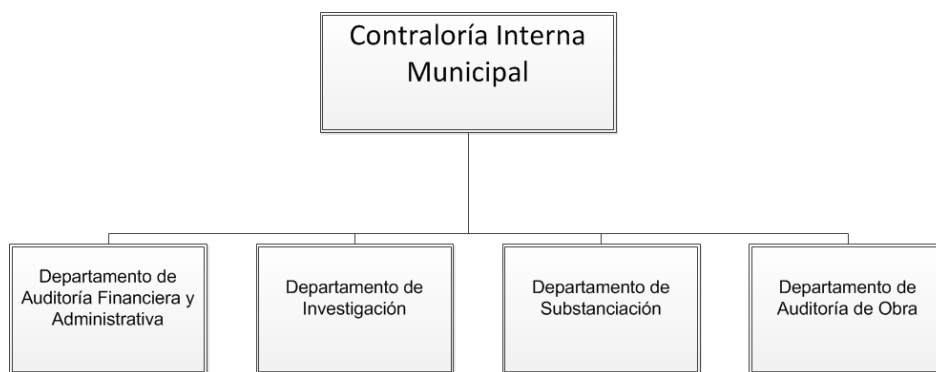 Contraloría Interna
Municipal
Departamento de
Auditoría Financiera y
Administrativa
Departamento de
Investigación
Departamento de
Substanciación
Departamento de
Auditoría de Obra